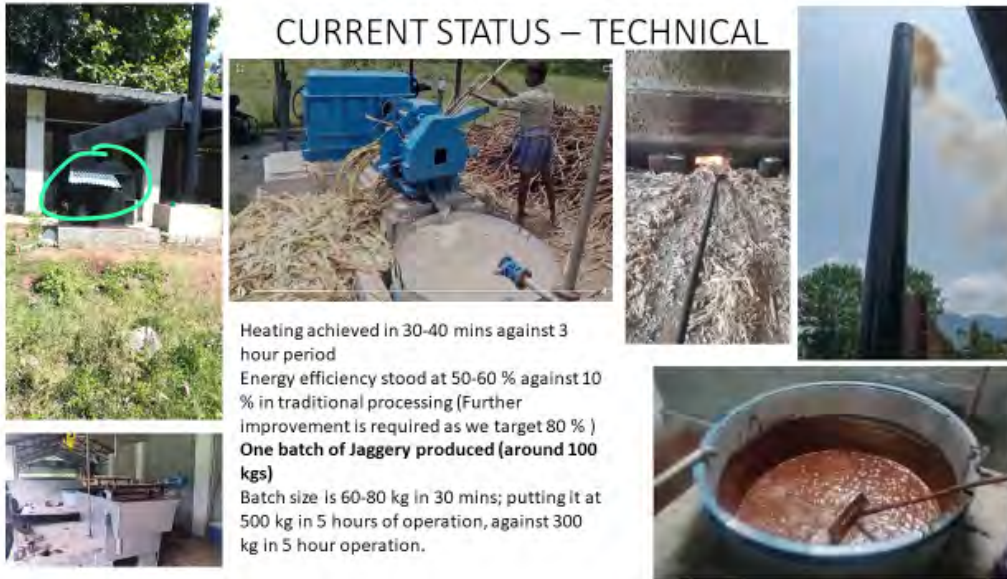 CURRENT STATUS – TECHNICAL
Heating achieved in 30-40 mins against 3
hour period
Energy efficiency stood at 50-60 % against 10
% in traditional processing (Further
improvement is required as we target 80 % )
One batch of Jaggery produced (around 100
kgs)
Batch size is 60-80 kg in 30 mins; putting it at
500 kg in 5 hours of operation, against 300
kg in 5 hour operation.